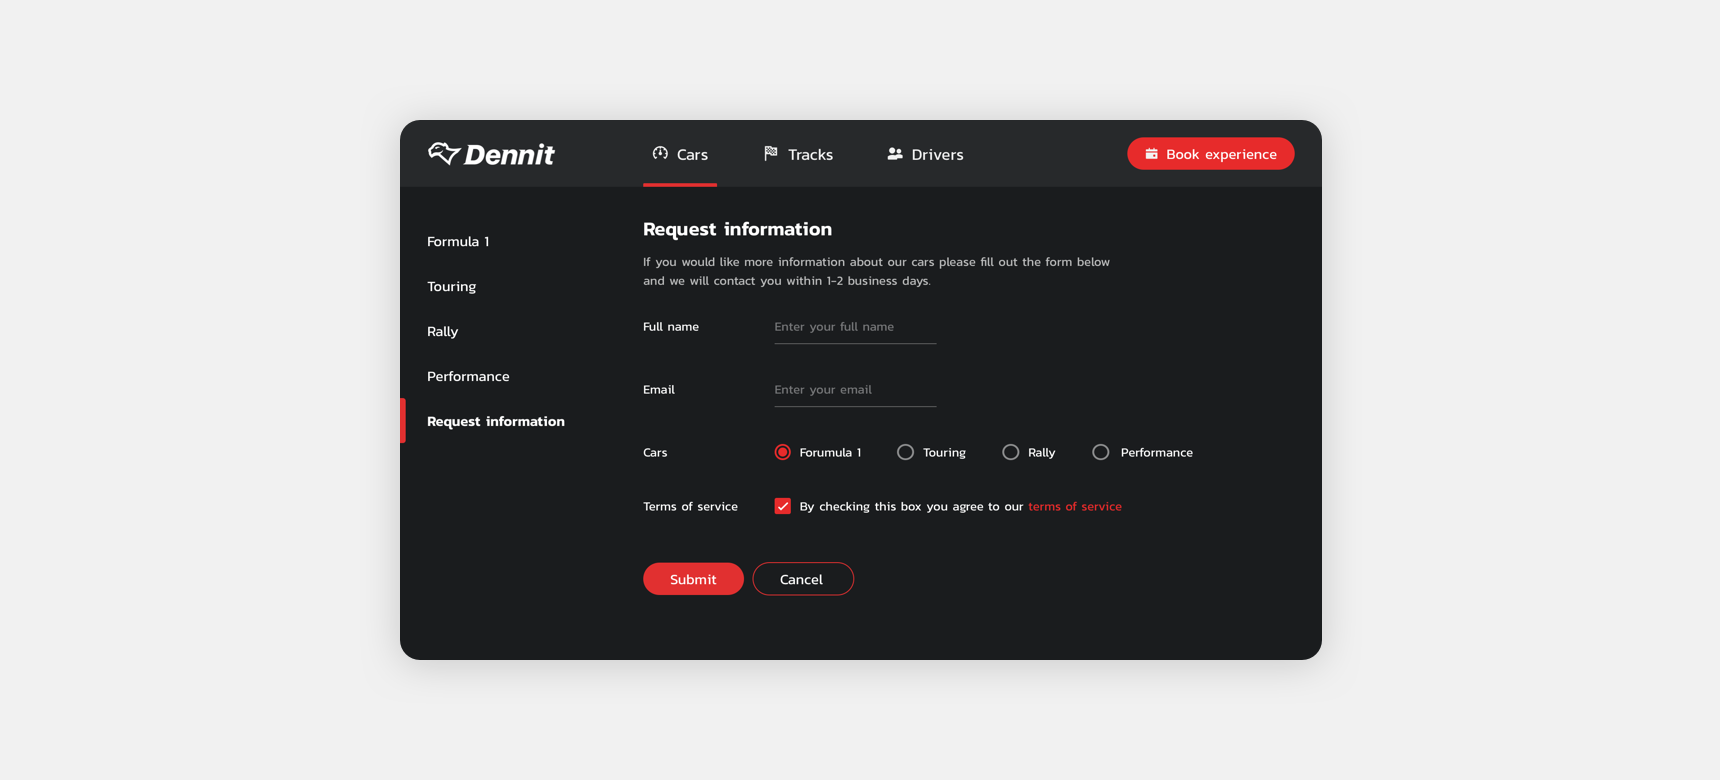 Dennit
Cars
Tracks
Drivers
Book experience
Formula 1
Touring
Rally
Performance
Request information
Request information
If you would like more information about our cars please fill out the form below
and we will contact you within 1-2 business days.
Full name
Enter your full name
Email
Enter your email
Cars
Forumula 1
Touring
Rally
Performance
Terms of service
By checking this box you agree to our terms of service
Submit
Cancel